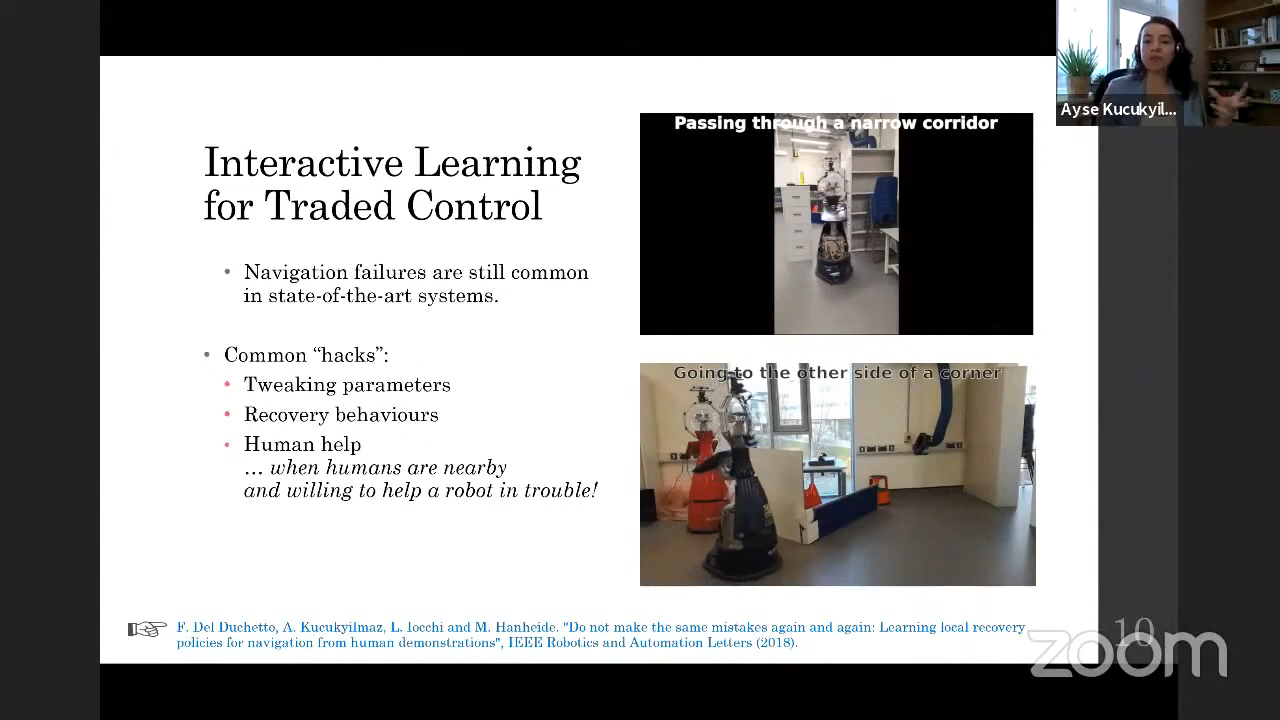 Ayse Kucukyil...
Passing through a narrow corridor
Interactive Learning
for Traded Control
• Navigation failures are still common
in state-of-the-art systems.
• Common “hacks”:
• Tweaking parameters
• Recovery behaviours
• Human help
... when humans are nearby
and willing to help a robot in trouble!
Going to the other side of a corner
F. Del Duchetto, A. Kucukyilmaz, L. Iocchi and M. Hanheide. "Do not make the same mistakes again and again: Learning local recovery
policies for navigation from human demonstrations", IEEE Robotics and Automation Letters (2018).
10
zoom